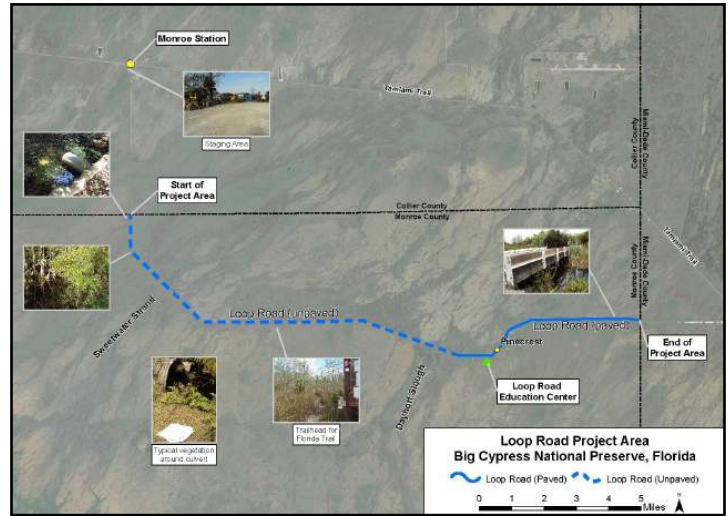 Monroe Station
Tamiami Trail
Staging Area
Miami-Dade County
Collier County
Start of
Project Area
Collier County
Monroe County
Miami-Dade County
Monroe County
Tamiami Trail
Loop Road (unpaved)
Loop Road (paved)
Sweetwater Strand
Pinecrest
End of
Project Area
Dayhoff Slough
Loop Road
Education Center
Typical vegetation
around culvert
Trailhead for
Florida Trail
Loop Road Project Area
Big Cypress National Preserve, Florida
Loop Road (Paved) Loop Road (Unpaved)
0 1 2 3 4 5
Miles
N